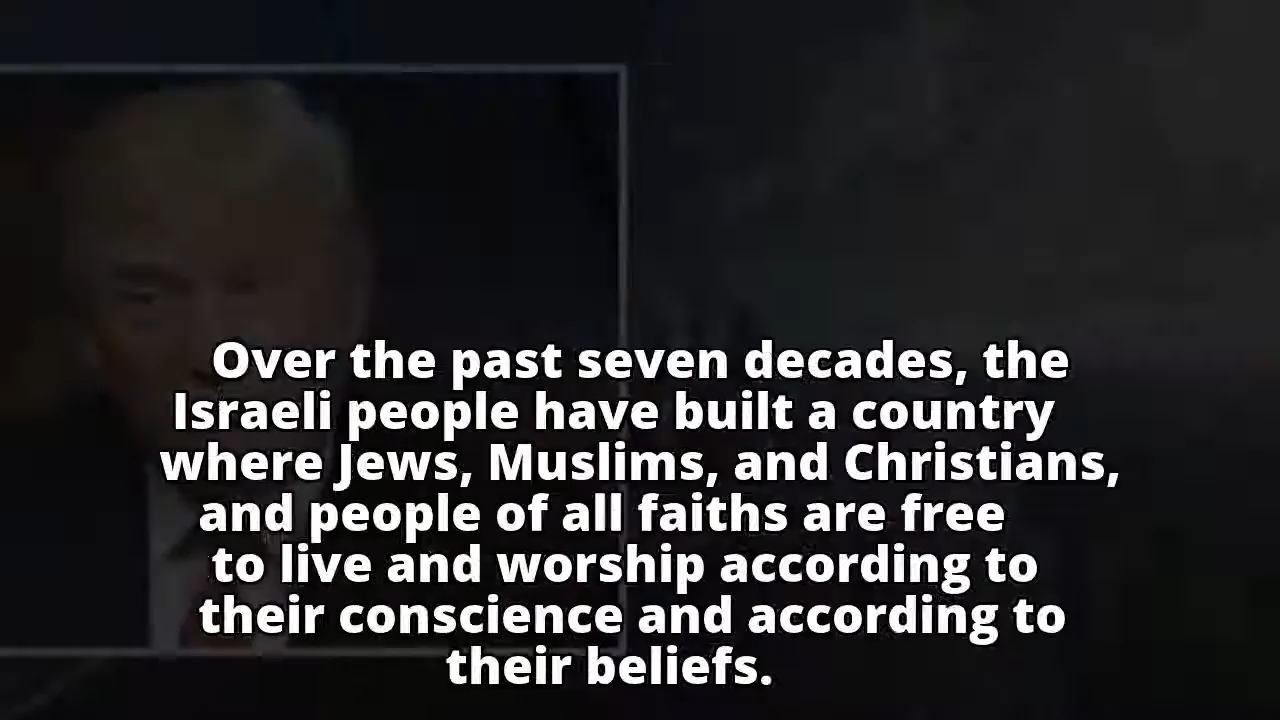 Over the past seven decades, the
Israeli people have built a country
where Jews, Muslims, and Christians,
and people of all faiths are free
to live and worship according to
their conscience and according to
their beliefs.